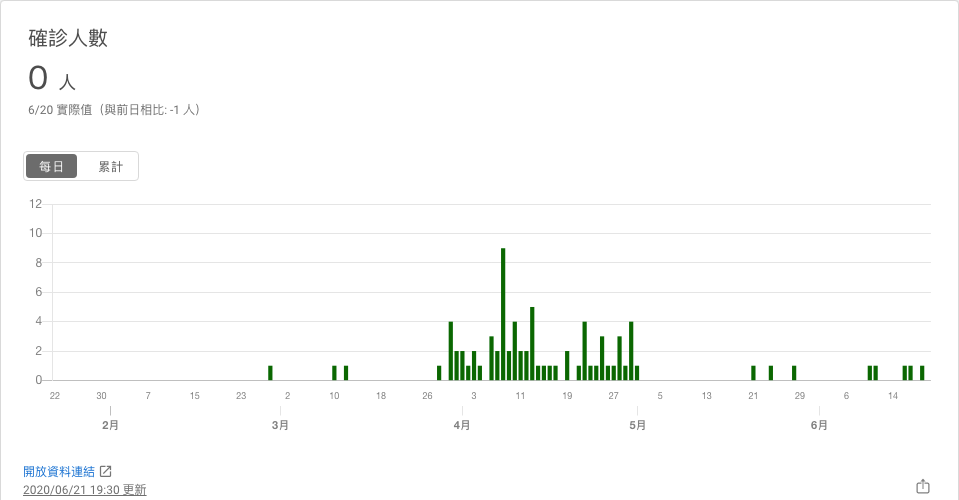 確診人數
0 人
6/20 實際值（與前日相比: -1 人）
每日 累計
12
10
8
6
4
2
0
22 30 7 15 23 2 10 18 26 3 11 19 27 5 13 21 29 6 14
2月 3月 4月 5月 6月
開放資料連結
2020/06/21 19:30 更新